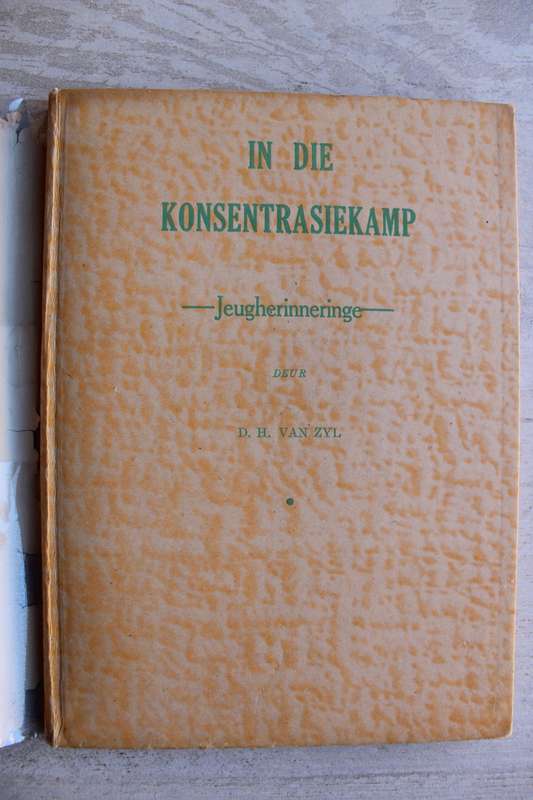 IN DIE
KONSENTRASIEKAMP
—Jeugherinneringe—
DEUR
D. H. VAN ZYL